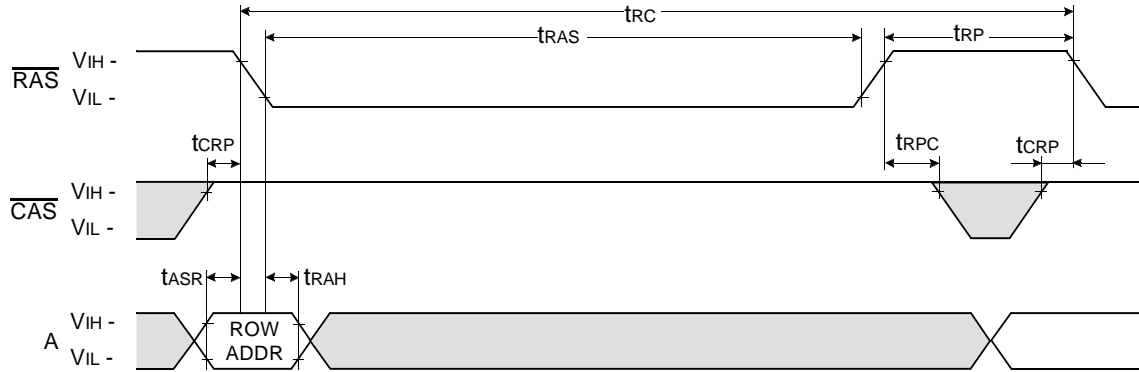 tRC
tRAS
tRP
RAS
VIH -
VIL -
tCRP
tRPC
tCRP
CAS
VIH -
VIL -
tASR
tRAH
A
VIH -
VIL -
ROW
ADDR